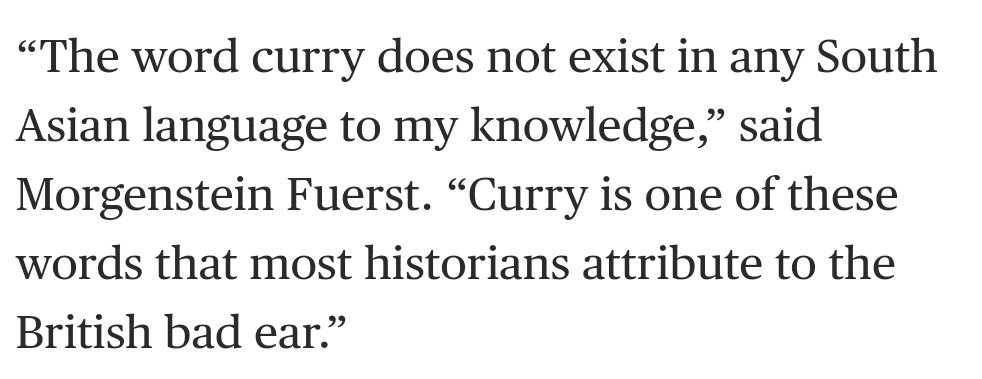 “The word curry does not exist in any South
Asian language to my knowledge,” said
Morgenstein Fuerst. “Curry is one of these
words that most historians attribute to the
British bad ear.”